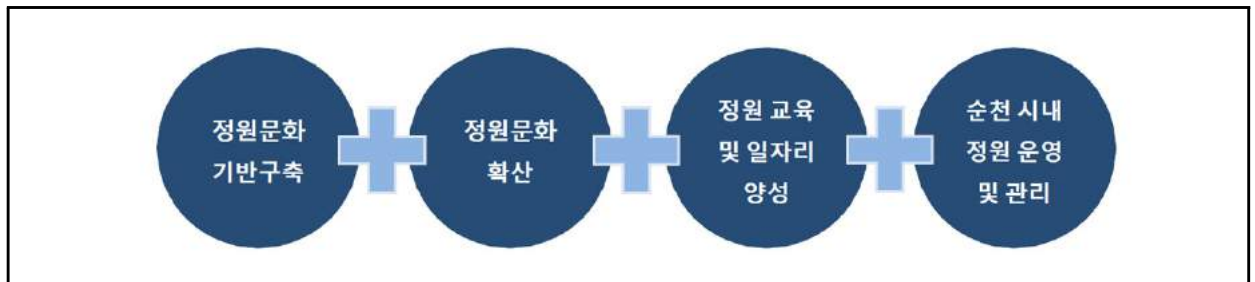 정원문화
기반구축
정원문화
확산
정원 교육
및 일자리
양성
순천 시내
정원 운영
및 관리